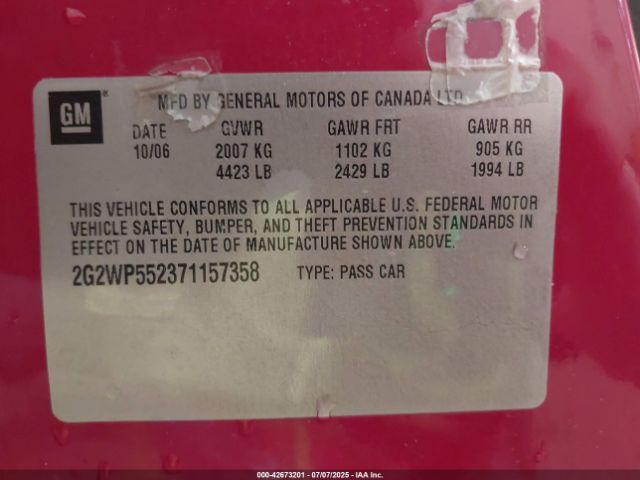 GM ®
MFD BY GENERAL MOTORS OF CANADA LTD
DATE GVWR GAWR FRT GAWR RR
10/06 2007 KG 1102 KG 905 KG
4423 LB 2429 LB 1994 LB
THIS VEHICLE CONFORMS TO ALL APPLICABLE U.S. FEDERAL MOTOR
VEHICLE SAFETY, BUMPER, AND THEFT PREVENTION STANDARDS IN
EFFECT ON THE DATE OF MANUFACTURE SHOWN ABOVE.
2G2WP552371157358 TYPE: PASS CAR
000-42673201 - 07/07/2025 - IAA Inc.